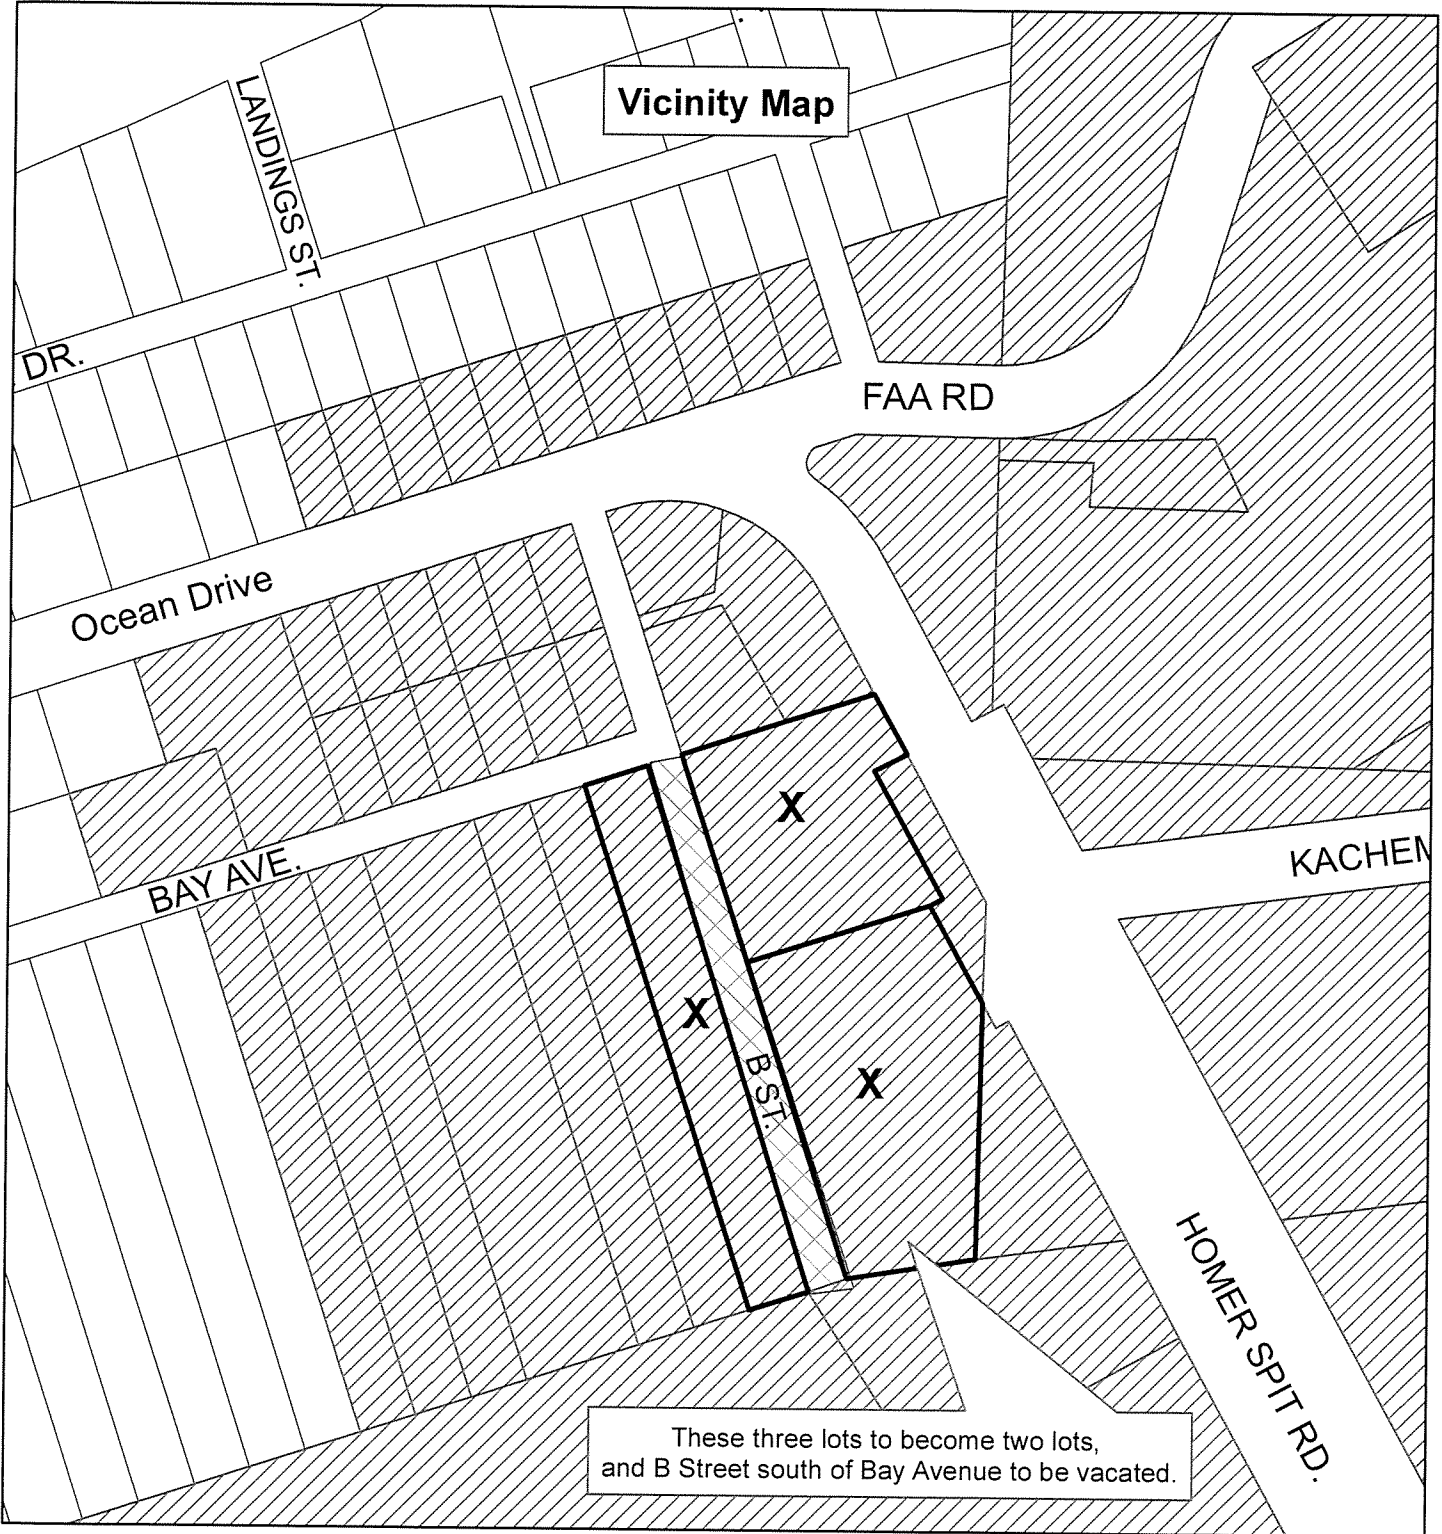 Vicinity Map
LANDINGS ST.
DR.
FAA RD
Ocean Drive
X
KACHEM
BAY AVE.
X
B ST.
X
HOMER SPIT RD.
These three lots to become two lots,
and B Street south of Bay Avenue to be vacated.